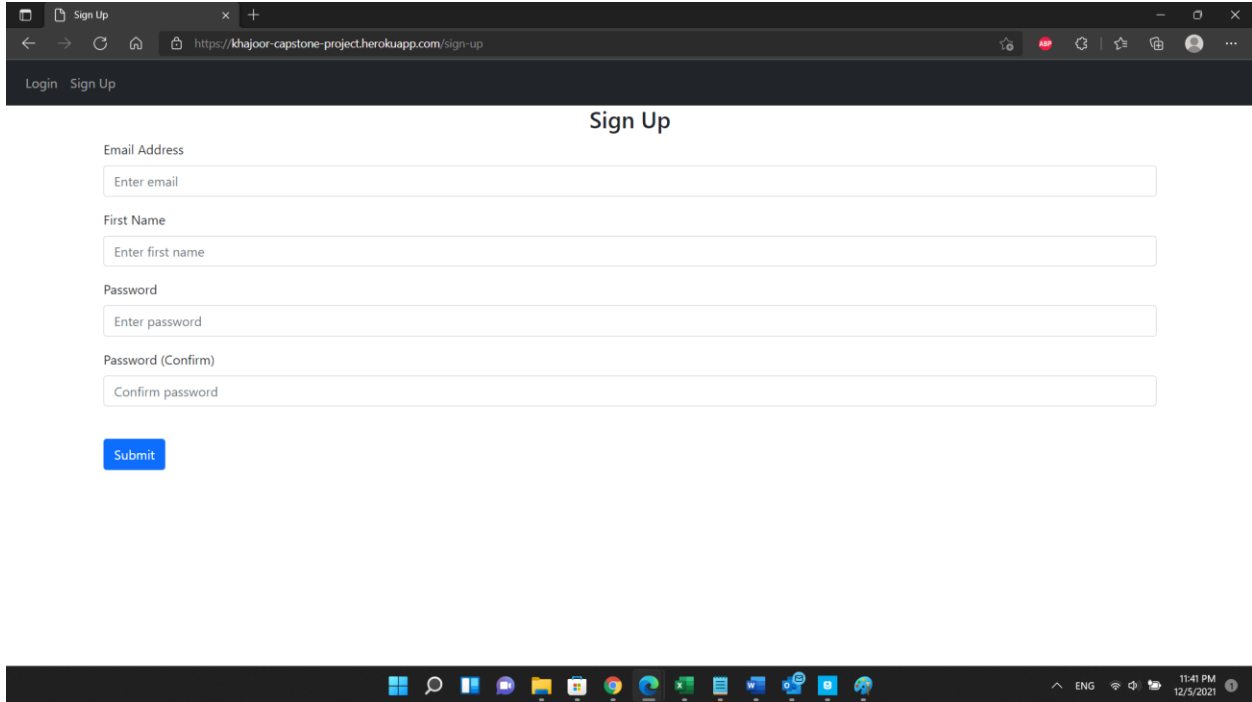 Sign Up
https://khajoor-capstone-project.herokuapp.com/sign-up
ABP
Login Sign Up
Sign Up
Email Address
Enter email
First Name
Enter first name
Password
Enter password
Password (Confirm)
Confirm password
Submit
ENG
11:41 PM
12/5/2021
1